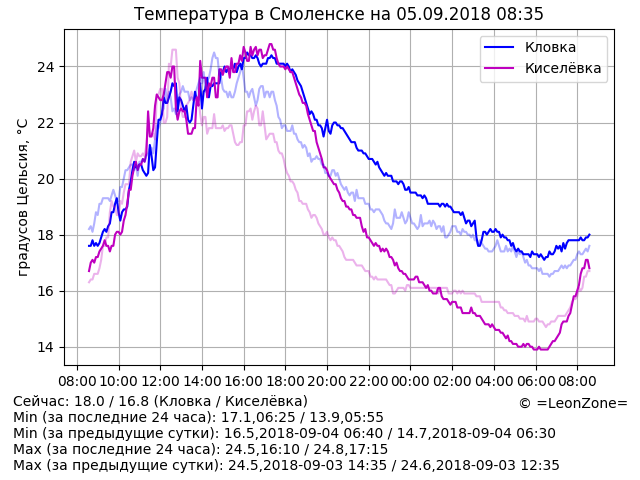 Температура в Смоленске на 05.09.2018 08:35
градусов Цельсия, °C
24
22
20
18
16
14
Кловка
Киселёвка
08:00 10:00 12:00 14:00 16:00 18:00 20:00 22:00 00:00 02:00 04:00 06:00 08:00
Сейчас: 18.0 / 16.8 (Кловка / Киселёвка)
© =LeonZone=
Min (за последние 24 часа): 17.1,06:25 / 13.9,05:55
Min (за предыдущие сутки): 16.5,2018-09-04 06:40 / 14.7,2018-09-04 06:30
Max (за последние 24 часа): 24.5,16:10 / 24.8,17:15
Max (за предыдущие сутки): 24.5,2018-09-03 14:35 / 24.6,2018-09-03 12:35